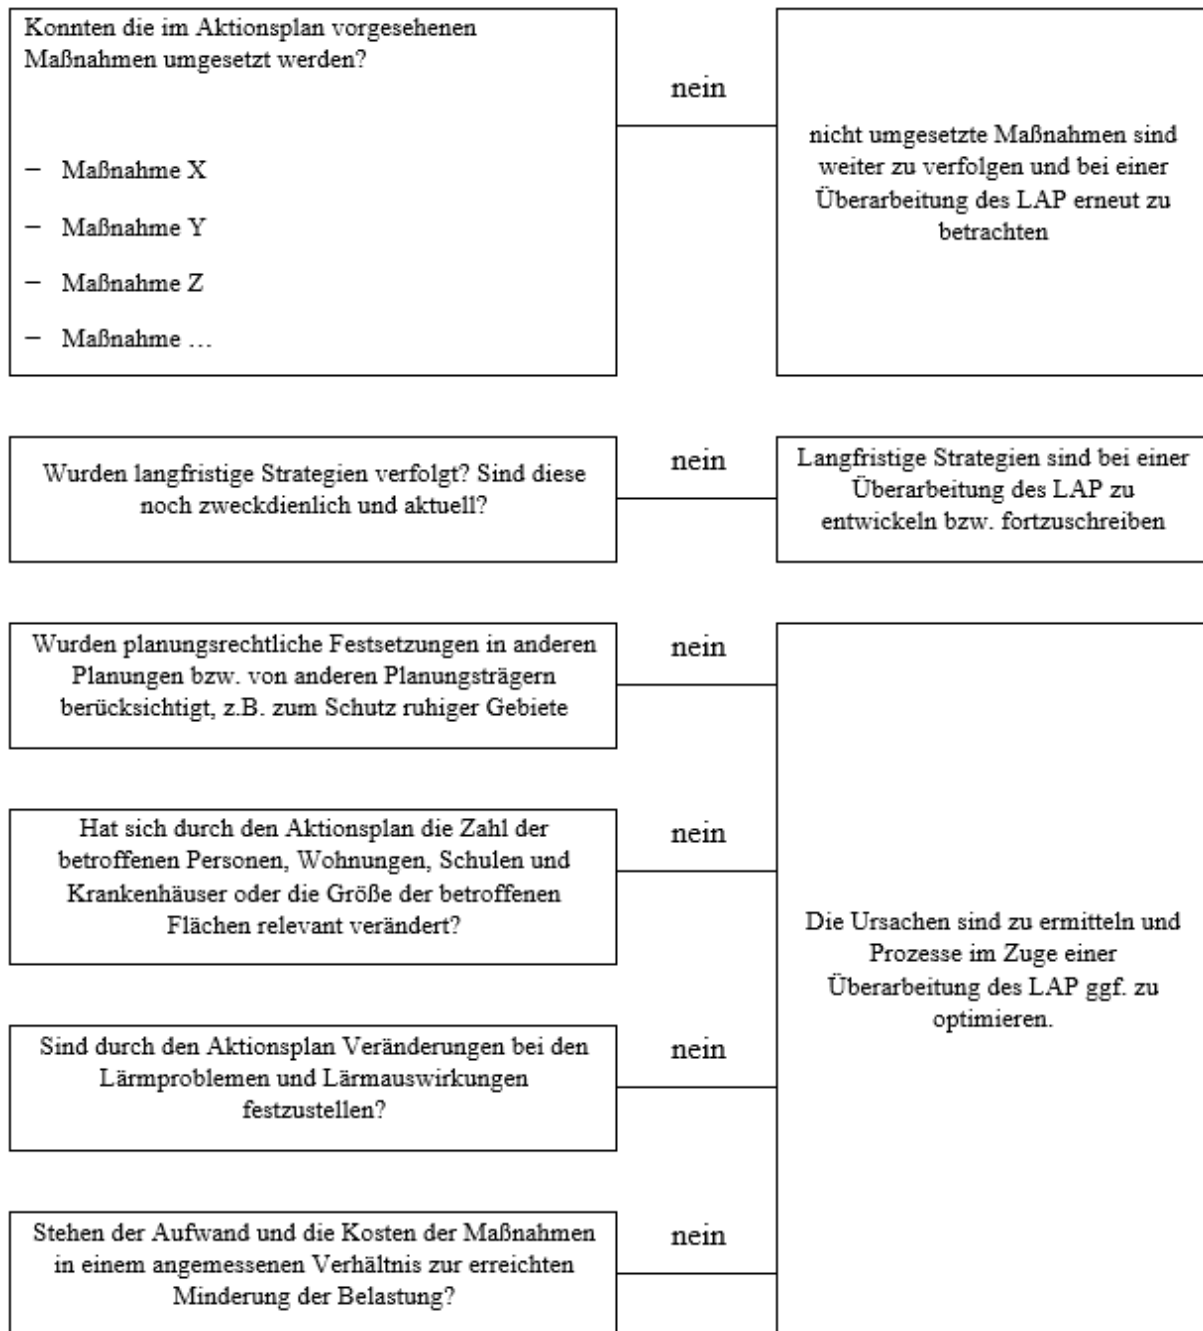 Konnten die im Aktionsplan vorgesehenen
Maßnahmen umgesetzt werden?
– Maßnahme X
– Maßnahme Y
– Maßnahme Z
– Maßnahme …
nein
nicht umgesetzte Maßnahmen sind
weiter zu verfolgen und bei einer
Überarbeitung des LAP erneut zu
betrachten
Wurden langfristige Strategien verfolgt? Sind diese
noch zweckdienlich und aktuell?
nein
Langfristige Strategien sind bei einer
Überarbeitung des LAP zu
entwickeln bzw. fortzuschreiben
Wurden planungsrechtliche Festsetzungen in anderen
Planungen bzw. von anderen Planungsträgern
berücksichtigt, z.B. zum Schutz ruhiger Gebiete
nein
Hat sich durch den Aktionsplan die Zahl der
betroffenen Personen, Wohnungen, Schulen und
Krankenhäuser oder die Größe der betroffenen
Flächen relevant verändert?
nein
Sind durch den Aktionsplan Veränderungen bei den
Lärmproblemen und Lärmauswirkungen
festzustellen?
nein
Stehen der Aufwand und die Kosten der Maßnahmen
in einem angemessenen Verhältnis zur erreichten
Minderung der Belastung?
nein
Die Ursachen sind zu ermitteln und
Prozesse im Zuge einer
Überarbeitung des LAP ggf. zu
optimieren.